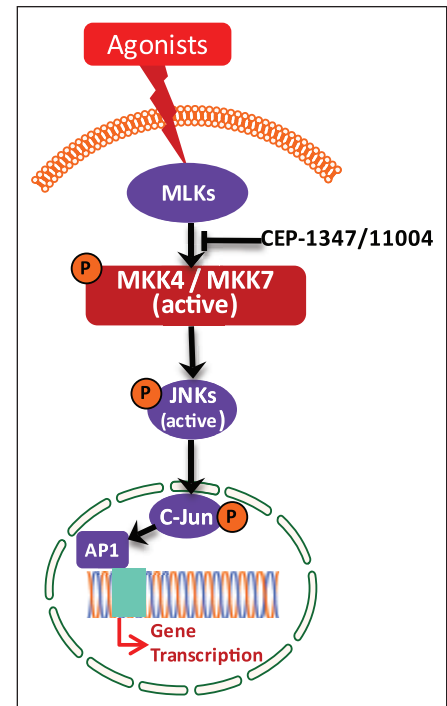 Agonists
MLKs
CEP-1347/11004
P
MKK4 / MKK7
(active)
P
JNKs
(active)
C-Jun
P
AP1
Gene
Transcription